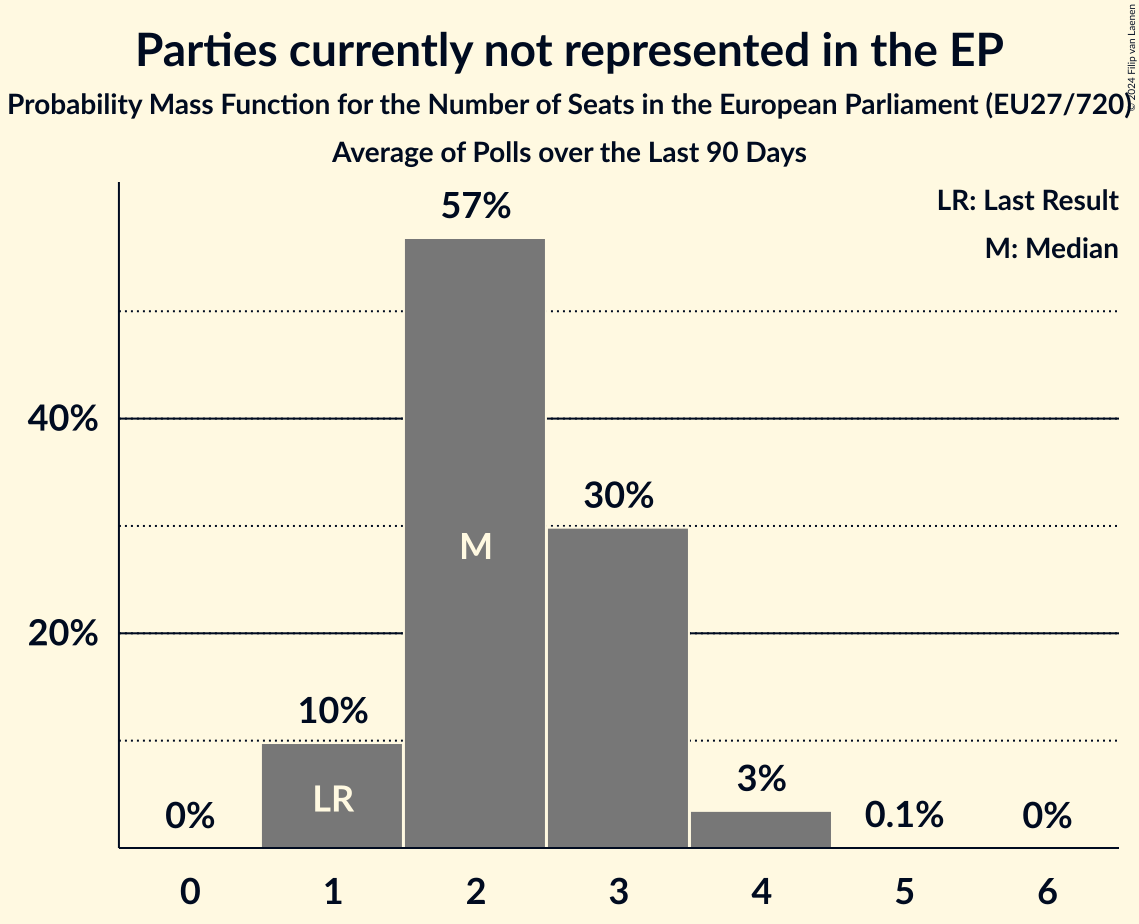 Parties currently not represented in the EP
Probability Mass Function for the Number of Seats in the European Parliament (EU27/720)
Average of Polls over the Last 90 Days
© 2024 Filip van Laenen
LR: Last Result
M: Median
57%
40%
30%
M
20%
10%
LR
0%
3%
0.1%
0%
0 1 2 3 4 5 6